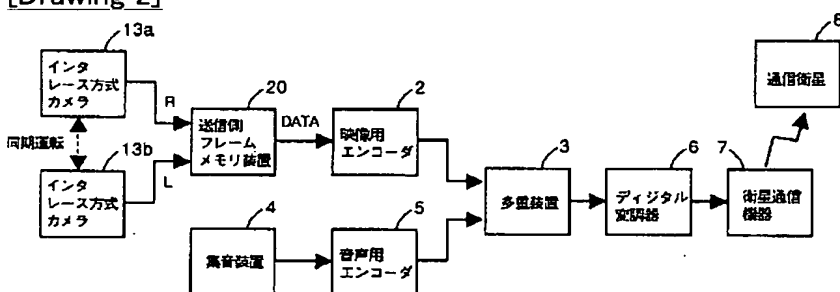 [Drawing 2]
13a
インタ
レース方式
カメラ
R
同期運転
13b
インタ
レース方式
カメラ
L
20
送信側
フレーム
メモリ装置
DATA
2
映像用
エンコーダ
4
集音装置
5
音声用
エンコーダ
3
多重装置
6
ディジタル
変調器
7
衛星通信
機器
8
通信衛星